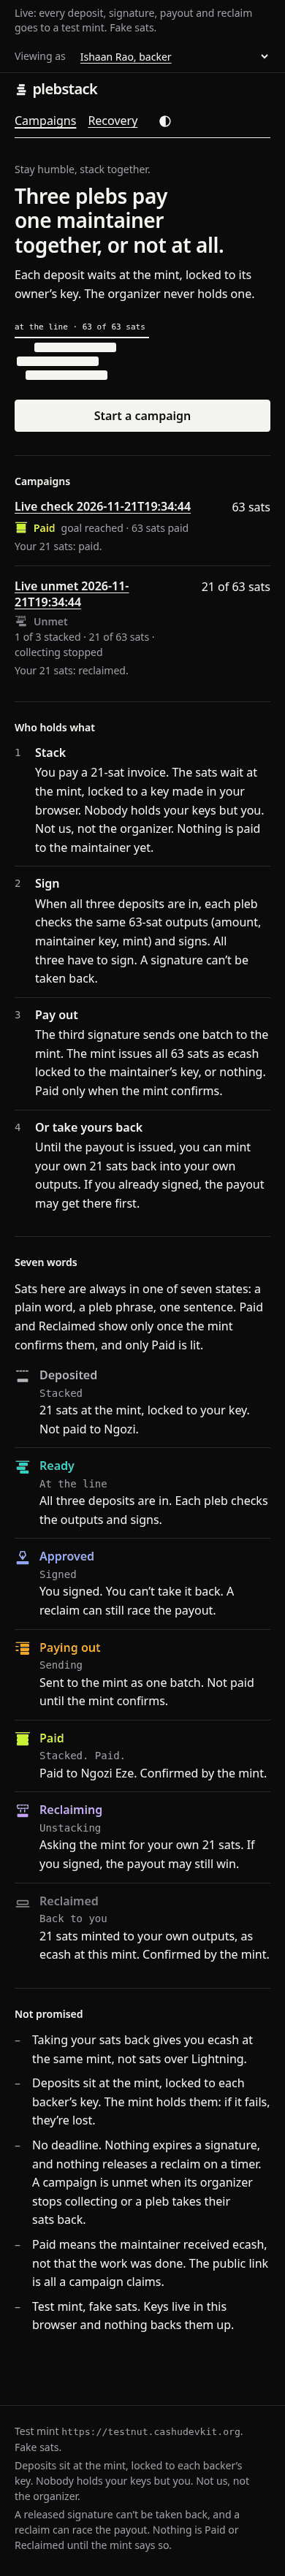 Live: every deposit, signature, payout and reclaim
goes to a test mint. Fake sats.
Viewing as Ishaan Rao, backer
plebstack
Campaigns Recovery
Stay humble, stack together.
Three plebs pay
one maintainer
together, or not at all.
Each deposit waits at the mint, locked to its
owner’s key. The organizer never holds one.
at the line · 63 of 63 sats
Start a campaign
Campaigns
Live check 2026-11-21T19:34:44 63 sats
Paid goal reached · 63 sats paid
Your 21 sats: paid.
Live unmet 2026-11- 21 of 63 sats
21T19:34:44
Unmet
1 of 3 stacked · 21 of 63 sats ·
collecting stopped
Your 21 sats: reclaimed.
Who holds what
1 Stack
You pay a 21-sat invoice. The sats wait at
the mint, locked to a key made in your
browser. Nobody holds your keys but you.
Not us, not the organizer. Nothing is paid
to the maintainer yet.
2 Sign
When all three deposits are in, each pleb
checks the same 63-sat outputs (amount,
maintainer key, mint) and signs. All
three have to sign. A signature can’t be
taken back.
3 Pay out
The third signature sends one batch to the
mint. The mint issues all 63 sats as ecash
locked to the maintainer’s key, or nothing.
Paid only when the mint confirms.
4 Or take yours back
Until the payout is issued, you can mint
your own 21 sats back into your own
outputs. If you already signed, the payout
may get there first.
Seven words
Sats here are always in one of seven states: a
plain word, a pleb phrase, one sentence. Paid
and Reclaimed show only once the mint
confirms them, and only Paid is lit.
Deposited
Stacked
21 sats at the mint, locked to your key.
Not paid to Ngozi.
Ready
At the line
All three deposits are in. Each pleb checks
the outputs and signs.
Approved
Signed
You signed. You can’t take it back. A
reclaim can still race the payout.
Paying out
Sending
Sent to the mint as one batch. Not paid
until the mint confirms.
Paid
Stacked. Paid.
Paid to Ngozi Eze. Confirmed by the mint.
Reclaiming
Unstacking
Asking the mint for your own 21 sats. If
you signed, the payout may still win.
Reclaimed
Back to you
21 sats minted to your own outputs, as
ecash at this mint. Confirmed by the mint.
Not promised
– Taking your sats back gives you ecash at
the same mint, not sats over Lightning.
– Deposits sit at the mint, locked to each
backer’s key. The mint holds them: if it fails,
they’re lost.
– No deadline. Nothing expires a signature,
and nothing releases a reclaim on a timer.
A campaign is unmet when its organizer
stops collecting or a pleb takes their
sats back.
– Paid means the maintainer received ecash,
not that the work was done. The public link
is all a campaign claims.
– Test mint, fake sats. Keys live in this
browser and nothing backs them up.
Test mint https://testnut.cashudevkit.org.
Fake sats.
Deposits sit at the mint, locked to each backer’s
key. Nobody holds your keys but you. Not us, not
the organizer.
A released signature can’t be taken back, and a
reclaim can race the payout. Nothing is Paid or
Reclaimed until the mint says so.